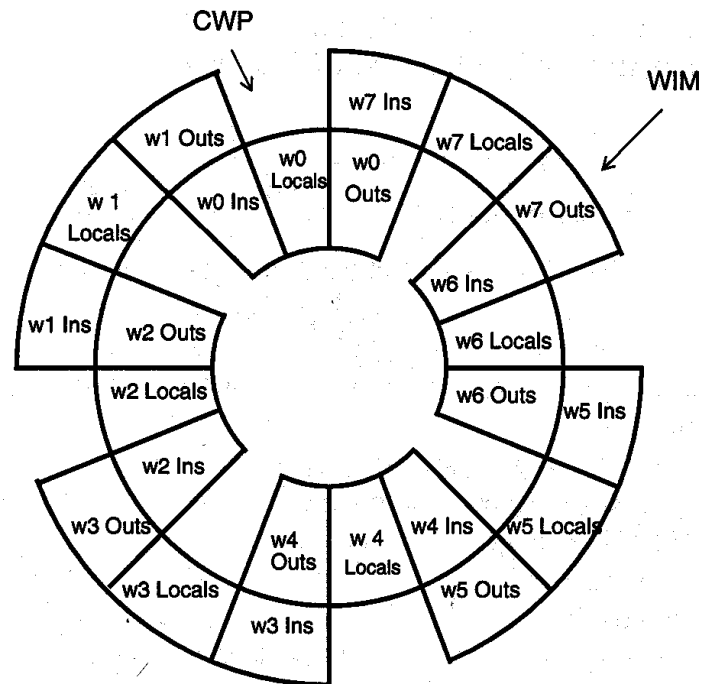 CWP
WIM
w7 Ins
w1 Outs
w7 Locals
w0
Locals
w0
Outs
w0 Ins
w 1
Locals
w7 Outs
w6 Ins
w1 Ins
w2 Outs
w6 Locals
w2 Locals
w6 Outs
w5 Ins
w2 Ins
w3 Outs
w4
Outs
w 4
Locals
w4 Ins
w5 Locals
w3 Locals
w5 Outs
w3 Ins